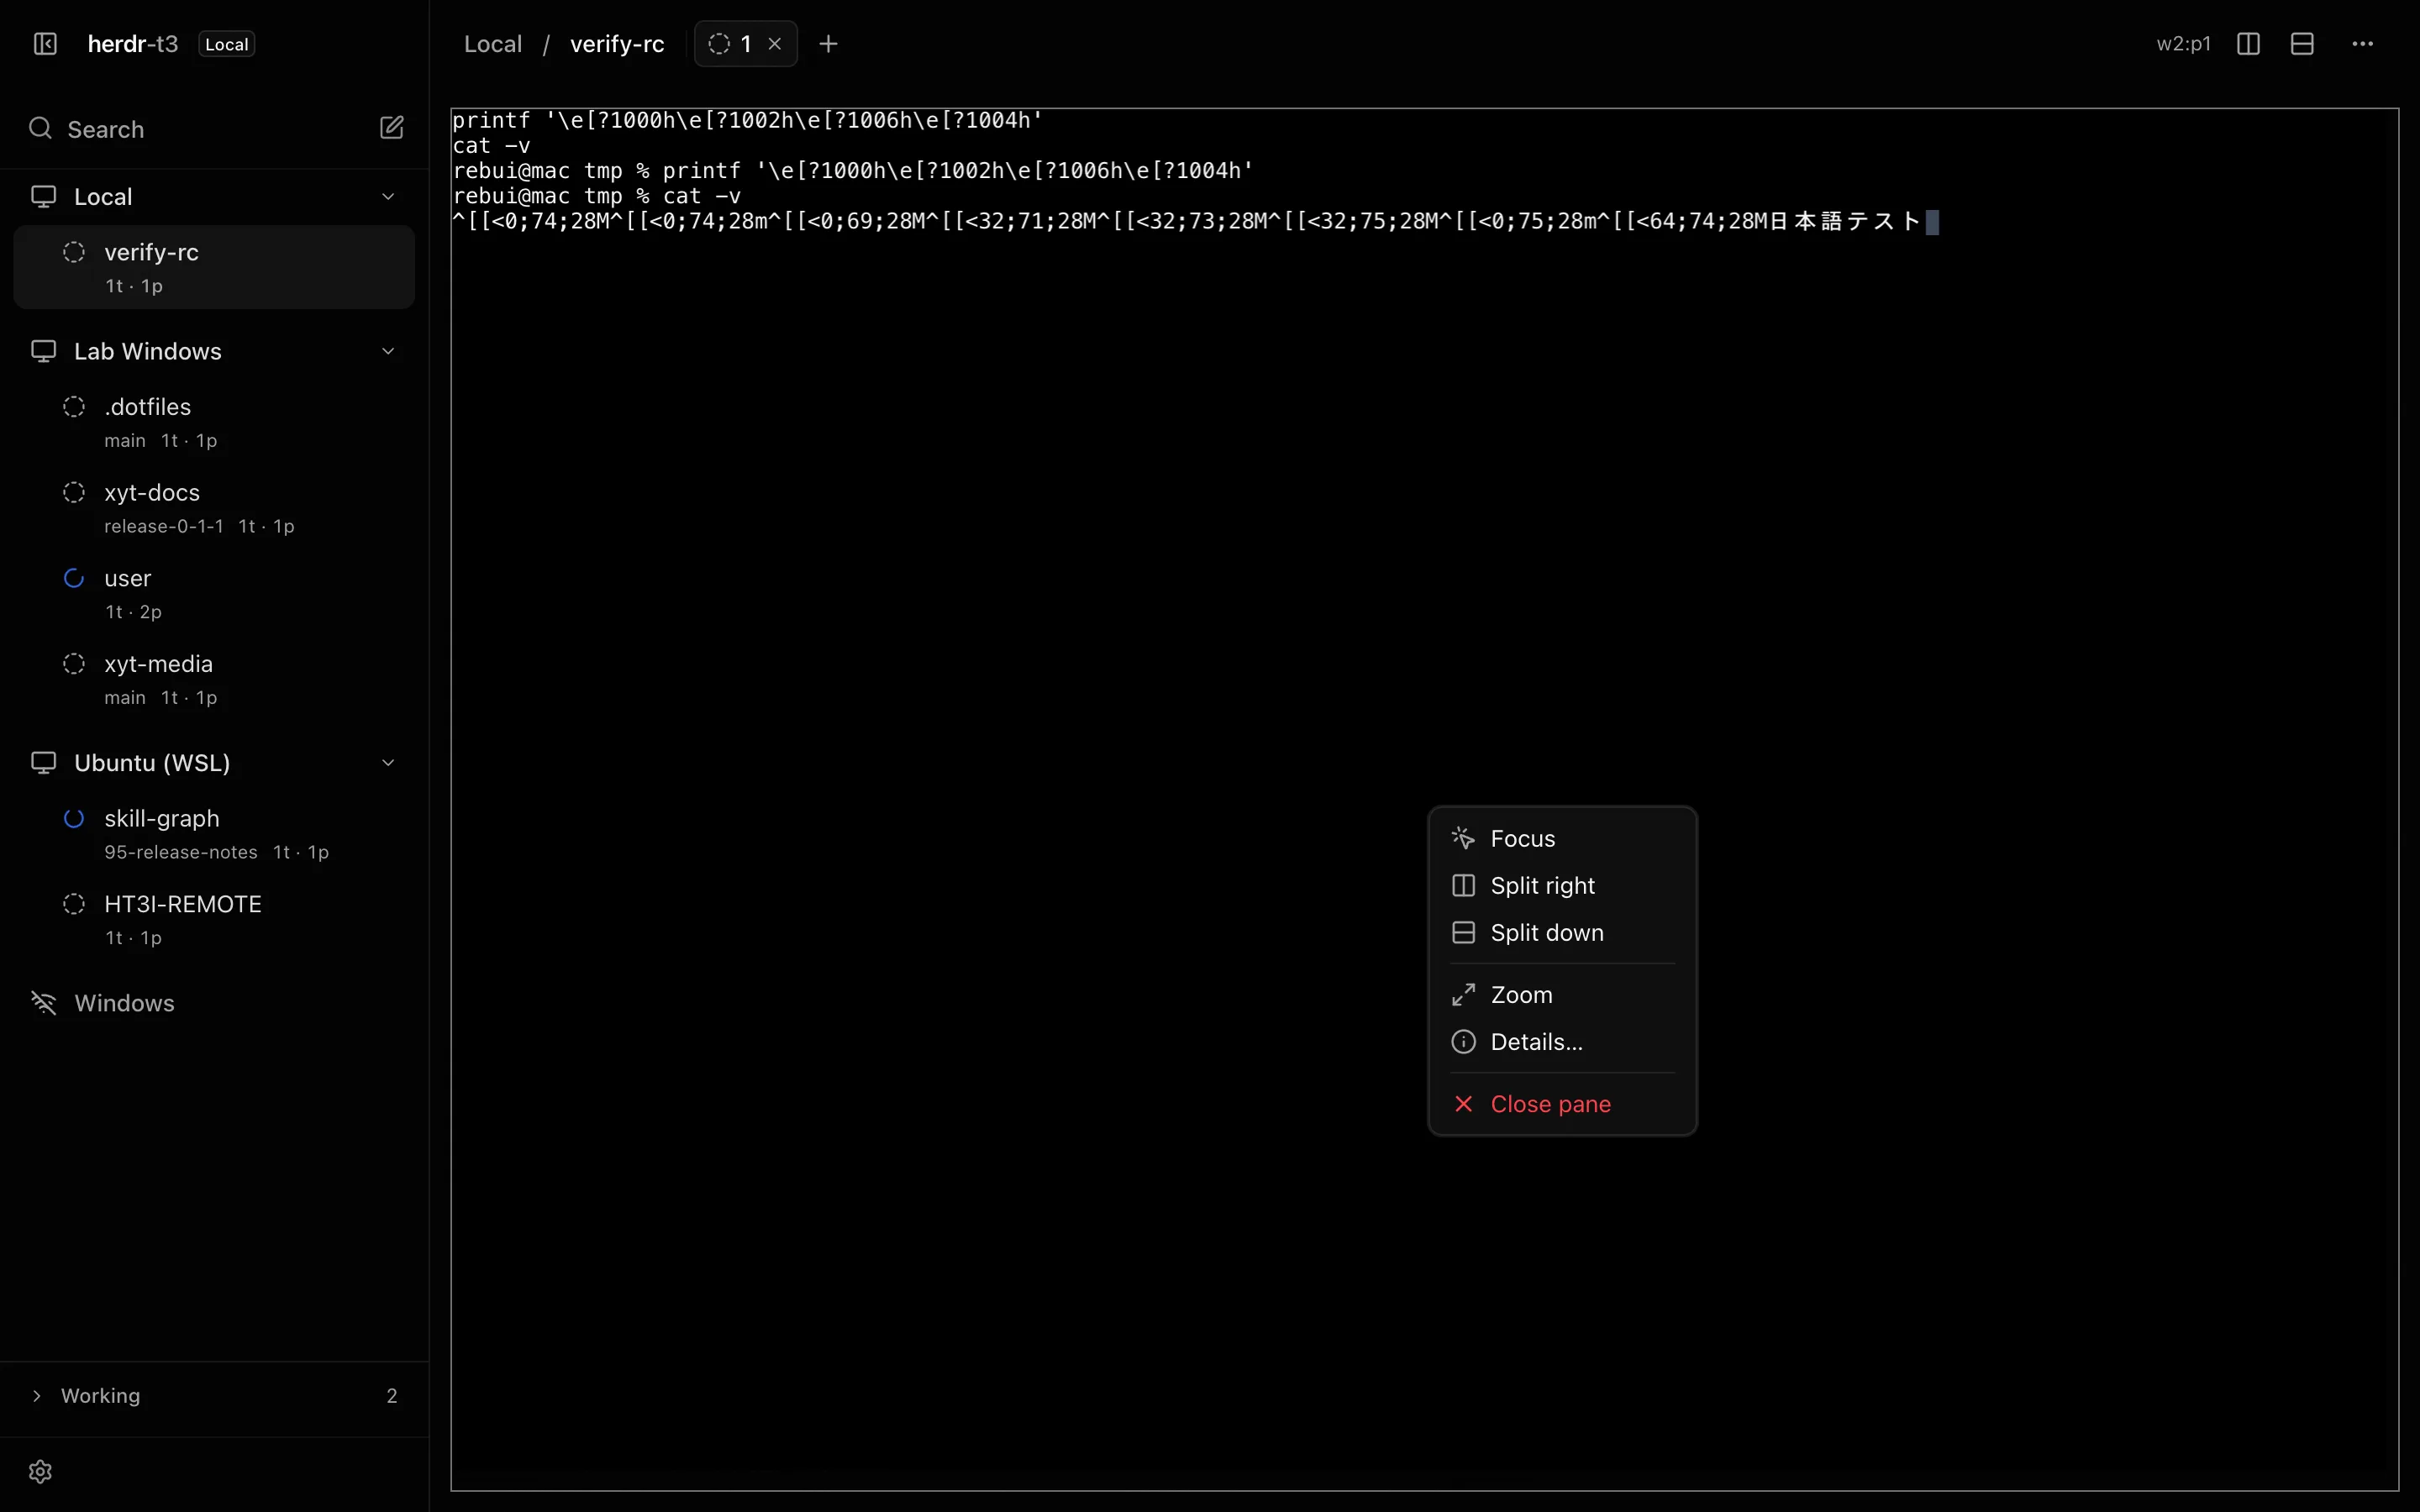 herdr-t3 Local
Search
Local
verify-rc
1t · 1p
Lab Windows
.dotfiles
main 1t · 1p
xyt-docs
release-0-1-1 1t · 1p
user
1t · 2p
xyt-media
main 1t · 1p
Ubuntu (WSL)
skill-graph
95-release-notes 1t · 1p
HT3I-REMOTE
1t · 1p
Windows
Working 2
Local / verify-rc 1
w2:p1
printf '\e[?1000h\e[?1002h\e[?1006h\e[?1004h'
cat -v
rebui@mac tmp % printf '\e[?1000h\e[?1002h\e[?1006h\e[?1004h'
rebui@mac tmp % cat -v
^[[<0;74;28M^[[<0;74;28m^[[<0;69;28M^[[<32;71;28M^[[<32;73;28M^[[<32;75;28M^[[<0;75;28m^[[<64;74;28M日本語テスト
Focus
Split right
Split down
Zoom
Details...
Close pane